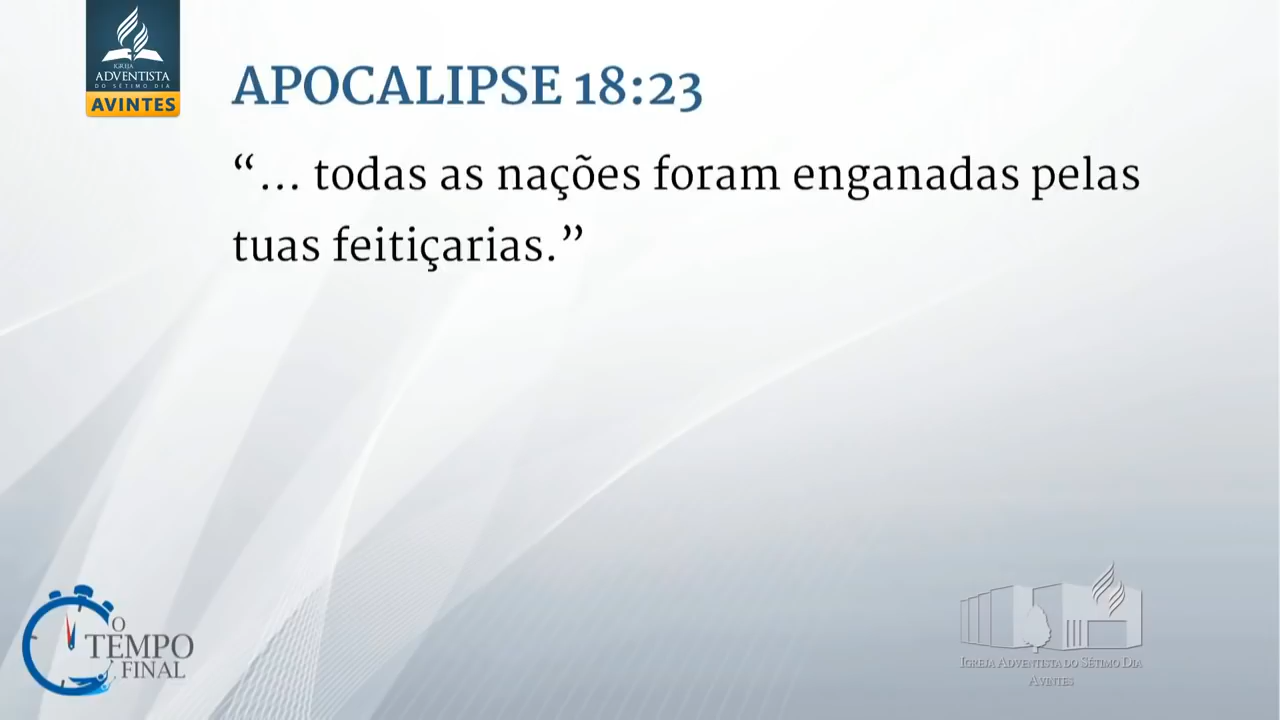 IGREJA
ADVENTISTA
DO SÉTIMO DIA
AVINTES
APOCALIPSE 18:23
“... todas as nações foram enganadas pelas
tuas feitiçarias.”
O
TEMPO
FINAL
IGREJA ADVENTISTA DO SÉTIMO DIA
AVINTES